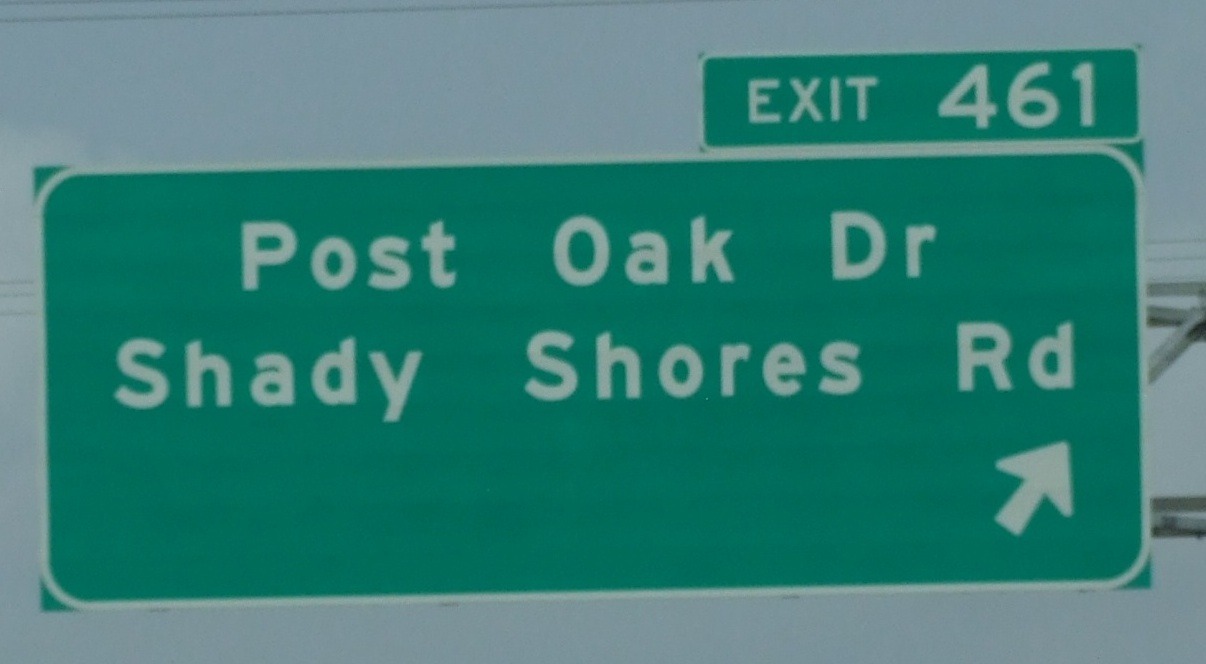 EXIT 461
Post Oak Dr
Shady Shores Rd